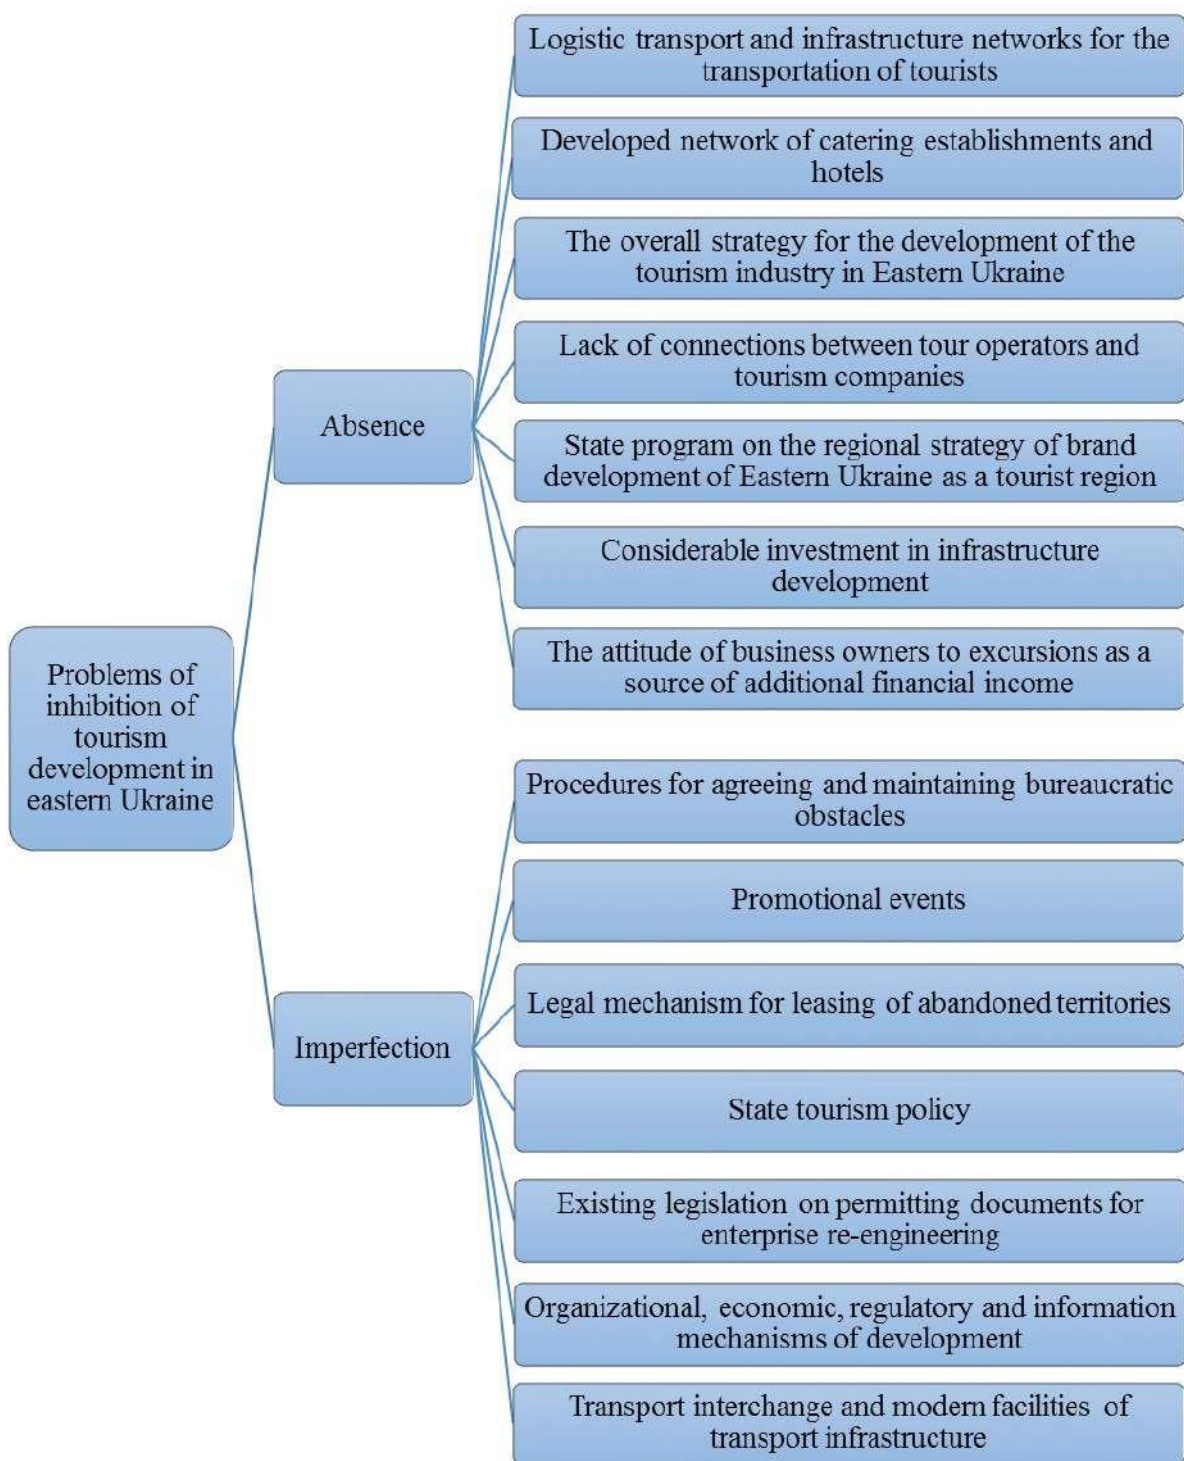 Problems of
inhibition of
tourism
development in
eastern Ukraine
Absence
Logistic transport and infrastructure networks for the
transportation of tourists
Developed network of catering establishments and
hotels
The overall strategy for the development of the
tourism industry in Eastern Ukraine
Lack of connections between tour operators and
tourism companies
State program on the regional strategy of brand
development of Eastern Ukraine as a tourist region
Considerable investment in infrastructure
development
The attitude of business owners to excursions as a
source of additional financial income
Imperfection
Procedures for agreeing and maintaining bureaucratic
obstacles
Promotional events
Legal mechanism for leasing of abandoned territories
State tourism policy
Existing legislation on permitting documents for
enterprise re-engineering
Organizational, economic, regulatory and information
mechanisms of development
Transport interchange and modern facilities of
transport infrastructure